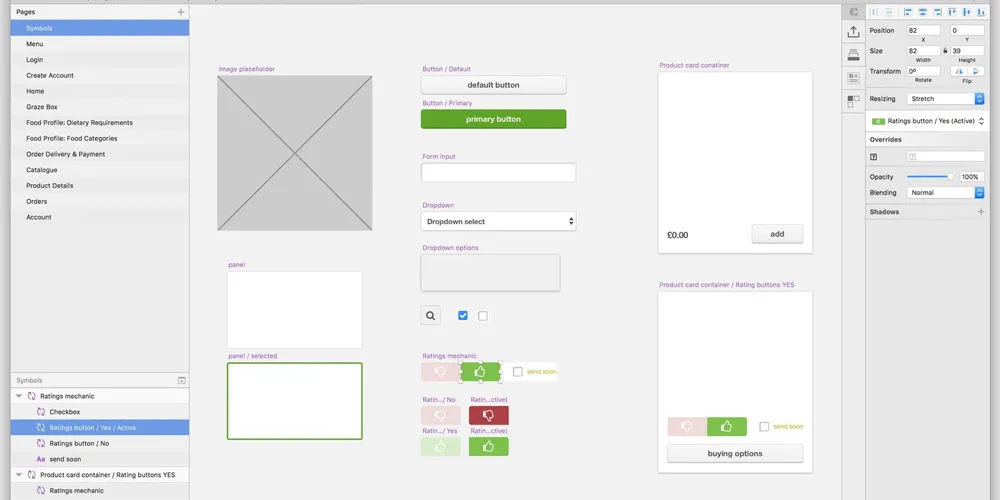 Pages
Symbols
Menu
Login
Create Account
Home
Graze Box
Food Profile: Dietary Requirements
Food Profile: Food Categories
Order Delivery & Payment
Catalogue
Product Details
Orders
Account
Symbols
Ratings mechanic
Checkbox
Ratings button / Yes / Active
Ratings button / No
Aa send soon
Product card container / Rating buttons YES
Ratings mechanic
image placeholder
panel
panel / selected
Button / Default
default button
Button / Primary
primary button
Form input
Dropdown
Dropdown select
Dropdown options
Ratings mechanic
send soon
Ratin.../ No
Ratin...ctive)
Ratin.../ Yes
Ratin...ctive)
Product card conatiner
£0.00
add
Product card container / Rating buttons YES
send soon
buying options
Position
82
0
X
Y
Size
82
39
Width
Height
Transform
0º
Rotate
Flip
Resizing
Stretch
Ratings button / Yes (Active)
Overrides
Opacity
100%
Blending
Normal
Shadows